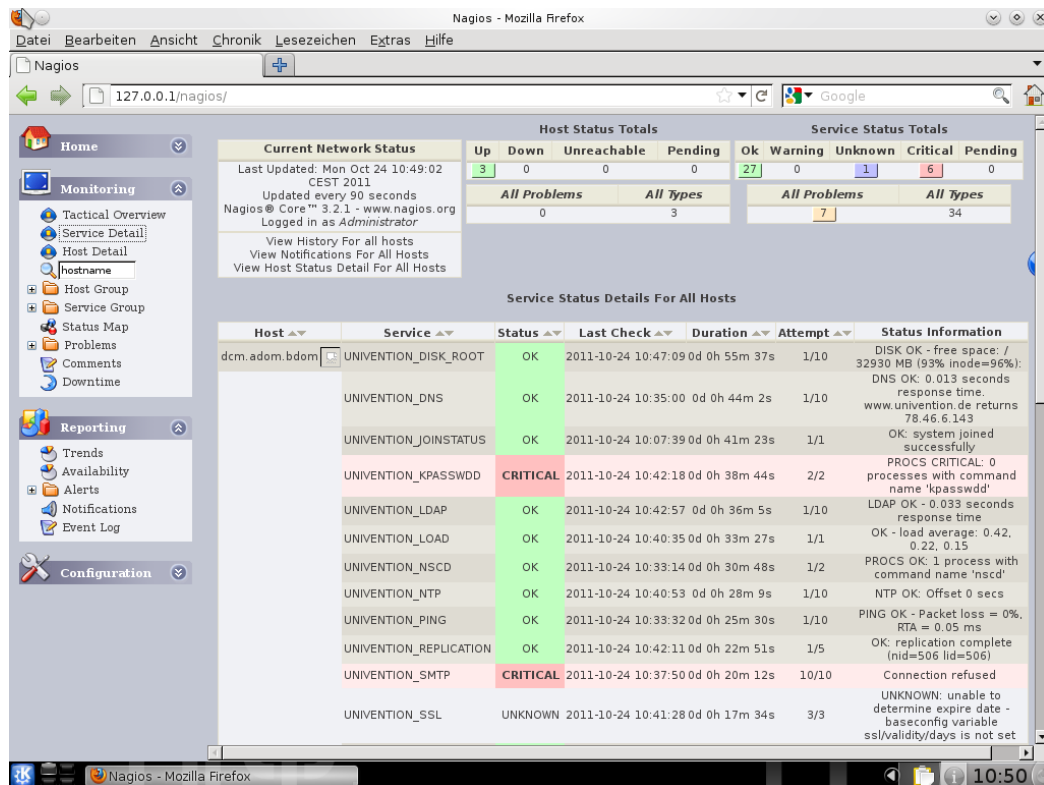 Nagios - Mozilla Firefox
Datei Bearbeiten Ansicht Chronik Lesezeichen Extras Hilfe
Nagios
127.0.0.1/nagios/
Google
Home
Monitoring
Tactical Overview
Service Detail
Host Detail
hostname
Host Group
Service Group
Status Map
Problems
Comments
Downtime
Reporting
Trends
Availability
Alerts
Notifications
Event Log
Configuration
Current Network Status
Last Updated: Mon Oct 24 10:49:02
CEST 2011
Updated every 90 seconds
Nagios® Core™ 3.2.1 - www.nagios.org
Logged in as Administrator
View History For all hosts
View Notifications For All Hosts
View Host Status Detail For All Hosts
Host Status Totals
Up Down Unreachable Pending
3 0 0 0
All Problems All Types
0 3
Service Status Totals
Ok Warning Unknown Critical Pending
27 0 1 6 0
All Problems All Types
7 34
Service Status Details For All Hosts
Host Service Status Last Check Duration Attempt Status Information
dcm.adom.bdom UNIVENTION_DISK_ROOT OK 2011-10-24 10:47:09 0d 0h 55m 37s 1/10 DISK OK - free space: /
32930 MB (93% inode=96%):
UNIVENTION_DNS OK 2011-10-24 10:35:00 0d 0h 44m 2s 1/10 DNS OK: 0.013 seconds
response time.
www.univention.de returns
78.46.6.143
UNIVENTION_JOINSTATUS OK 2011-10-24 10:07:39 0d 0h 41m 23s 1/1 OK: system joined
successfully
UNIVENTION_KPASSWDD CRITICAL 2011-10-24 10:42:18 0d 0h 38m 44s 2/2 PROCS CRITICAL: 0
processes with command
name 'kpasswdd'
UNIVENTION_LDAP OK 2011-10-24 10:42:57 0d 0h 36m 5s 1/10 LDAP OK - 0.033 seconds
response time
UNIVENTION_LOAD OK 2011-10-24 10:40:35 0d 0h 33m 27s 1/1 OK - load average: 0.42,
0.22, 0.15
UNIVENTION_NSCD OK 2011-10-24 10:33:14 0d 0h 30m 48s 1/2 PROCS OK: 1 process with
command name 'nscd'
UNIVENTION_NTP OK 2011-10-24 10:40:53 0d 0h 28m 9s 1/10 NTP OK: Offset 0 secs
UNIVENTION_PING OK 2011-10-24 10:33:32 0d 0h 25m 30s 1/10 PING OK - Packet loss = 0%,
RTA = 0.05 ms
UNIVENTION_REPLICATION OK 2011-10-24 10:42:11 0d 0h 22m 51s 1/5 OK: replication complete
(nid=506 lid=506)
UNIVENTION_SMTP CRITICAL 2011-10-24 10:37:50 0d 0h 20m 12s 10/10 Connection refused
UNIVENTION_SSL UNKNOWN 2011-10-24 10:41:28 0d 0h 17m 34s 3/3 UNKNOWN: unable to
determine expire date -
baseconfig variable
ssl/validity/days is not set
Nagios - Mozilla Firefox
10:50